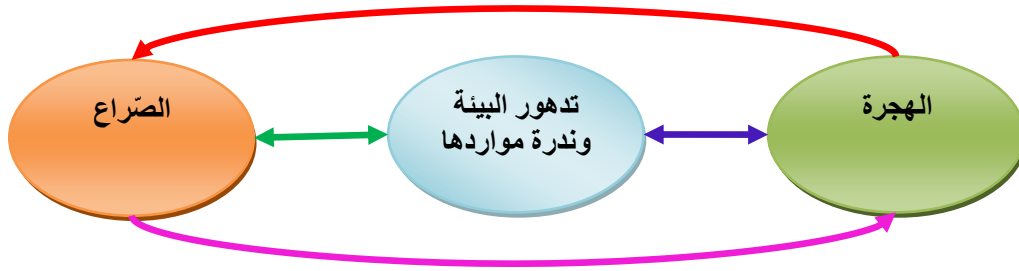 الهجرة
تدهور البيئة
وندرة مواردها
الصّراع